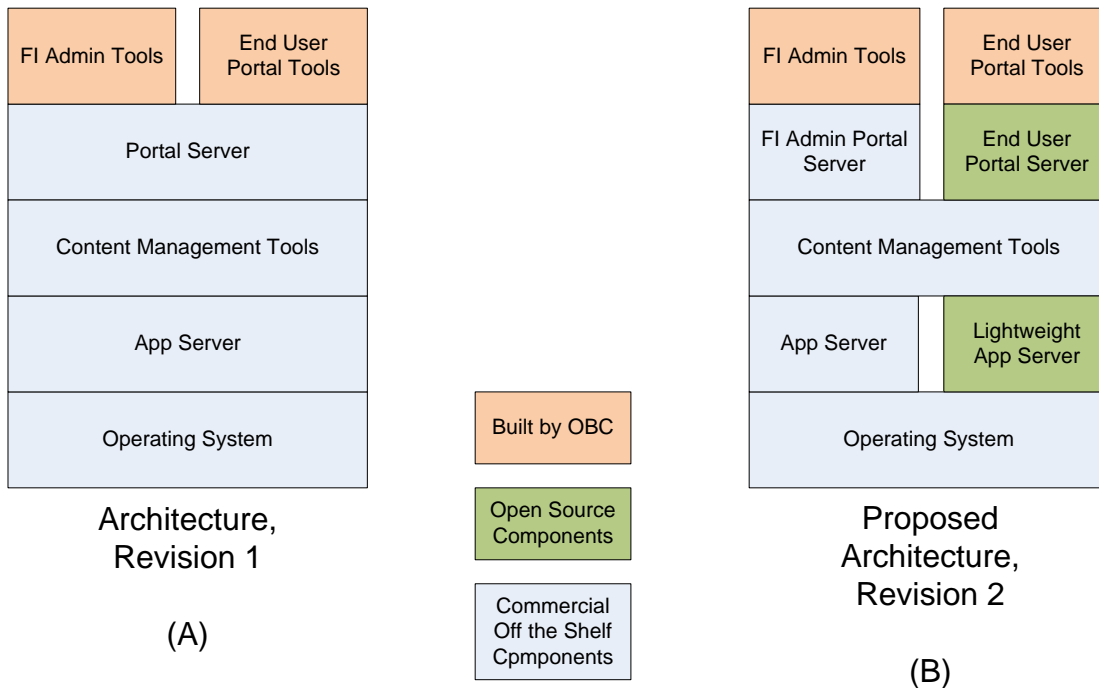 FI Admin Tools
End User
Portal Tools
Portal Server
Content Management Tools
App Server
Operating System
Architecture,
Revision 1
(A)
Built by OBC
Open Source
Components
Commercial
Off the Shelf
Cpmponents
FI Admin Tools
End User
Portal Tools
FI Admin Portal
Server
End User
Portal Server
Content Management Tools
App Server
Lightweight
App Server
Operating System
Proposed
Architecture,
Revision 2
(B)